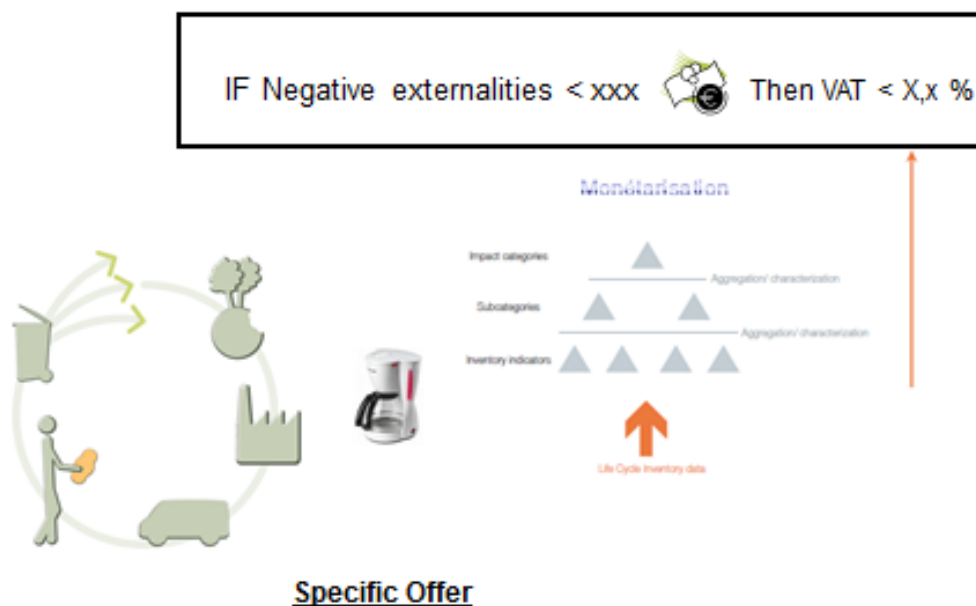 IF Negative externalities < xxx € Then VAT < X,x %
Monétarisation
Impact categories
Aggregation/ characterization
Subcategories
Aggregation/ characterization
Inventory indicators
Life Cycle Inventory data
Specific Offer